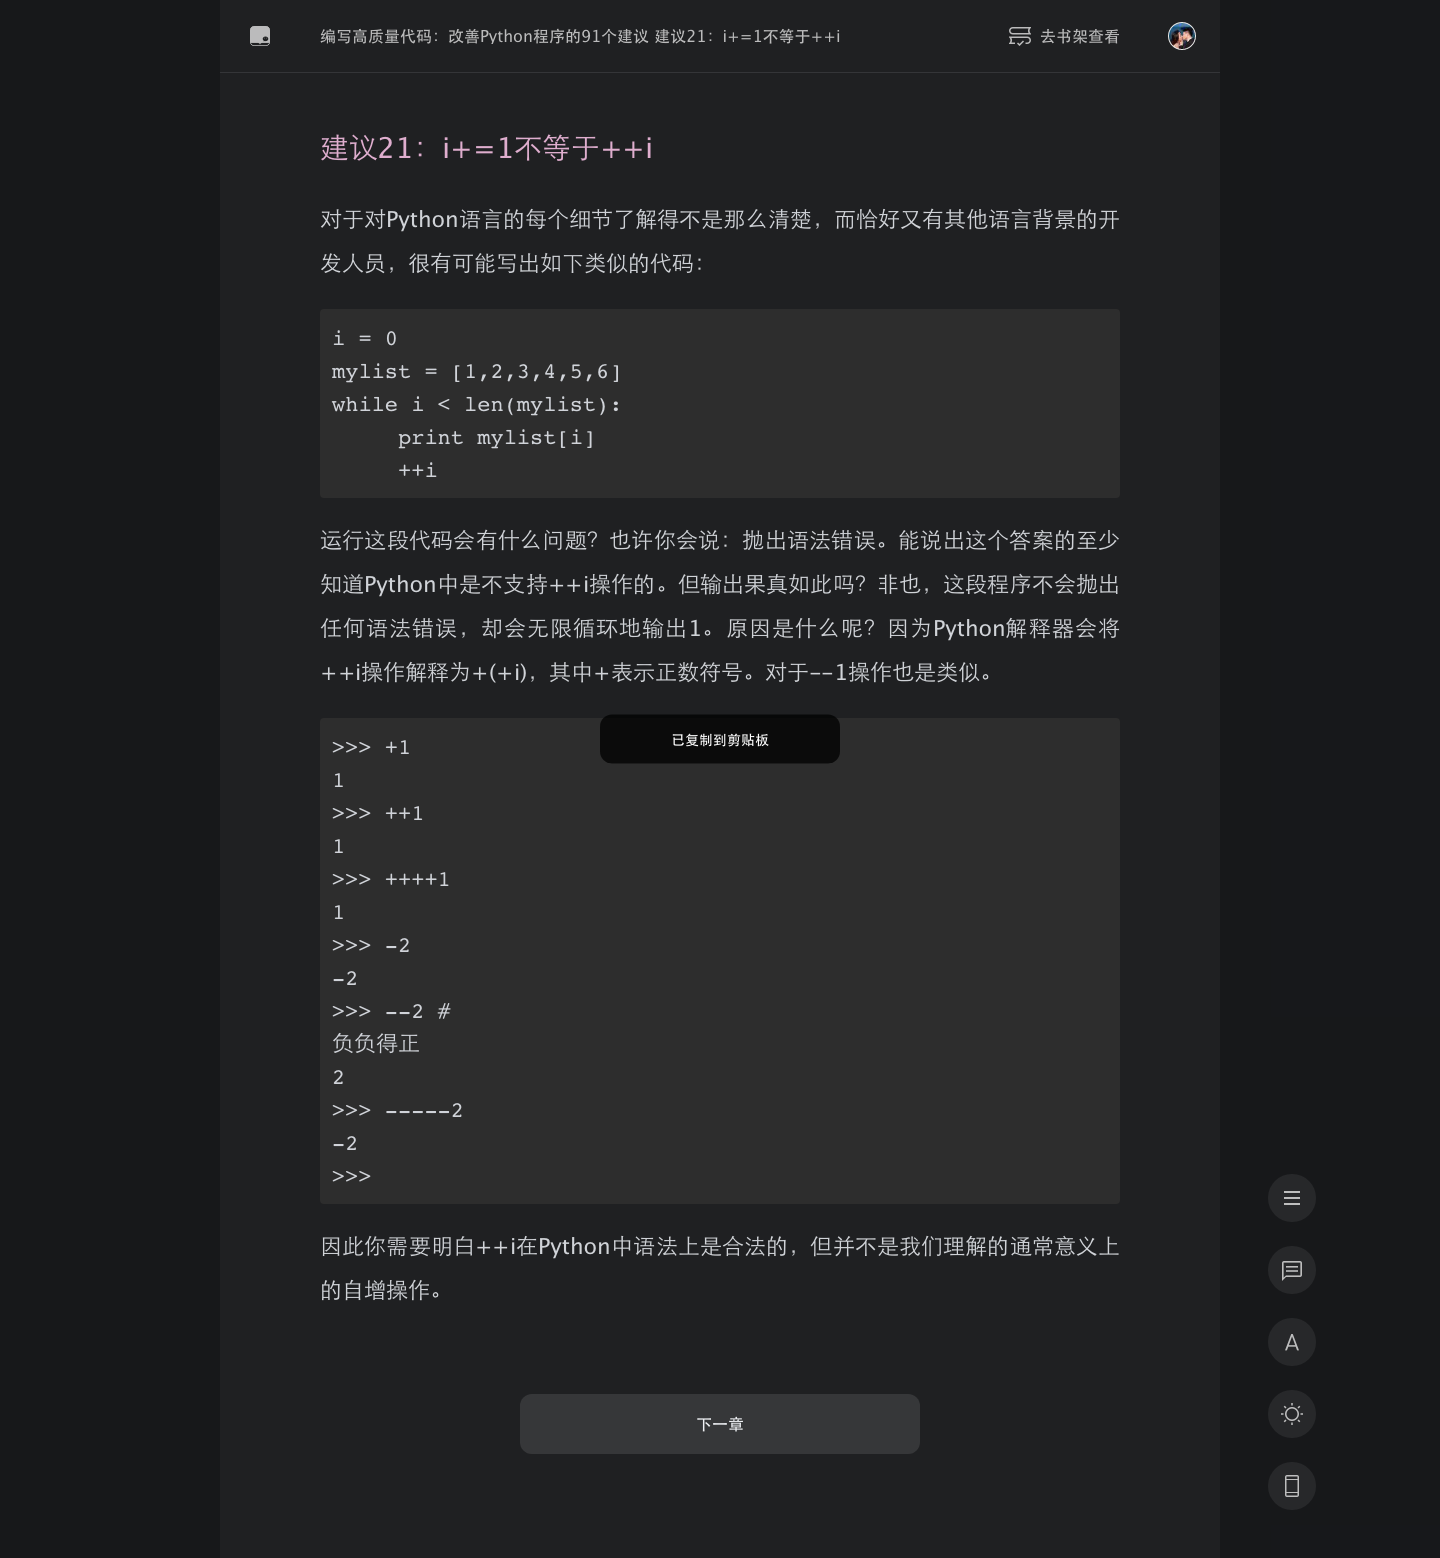 编写高质量代码：改善Python程序的91个建议 建议21：i+=1不等于++i
去书架查看
建议21：i+=1不等于++i
对于对Python语言的每个细节了解得不是那么清楚，而恰好又有其他语言背景的开
发人员，很有可能写出如下类似的代码：
i = 0
mylist = [1,2,3,4,5,6]
while i < len(mylist):
     print mylist[i]
     ++i
运行这段代码会有什么问题？也许你会说：抛出语法错误。能说出这个答案的至少
知道Python中是不支持++i操作的。但输出果真如此吗？非也，这段程序不会抛出
任何语法错误，却会无限循环地输出1。原因是什么呢？因为Python解释器会将
++i操作解释为+(+i)，其中+表示正数符号。对于--1操作也是类似。
已复制到剪贴板
>>> +1
1
>>> ++1
1
>>> ++++1
1
>>> -2
-2
>>> --2 #
负负得正
2
>>> -----2
-2
>>>
因此你需要明白++i在Python中语法上是合法的，但并不是我们理解的通常意义上
的自增操作。
下一章
A